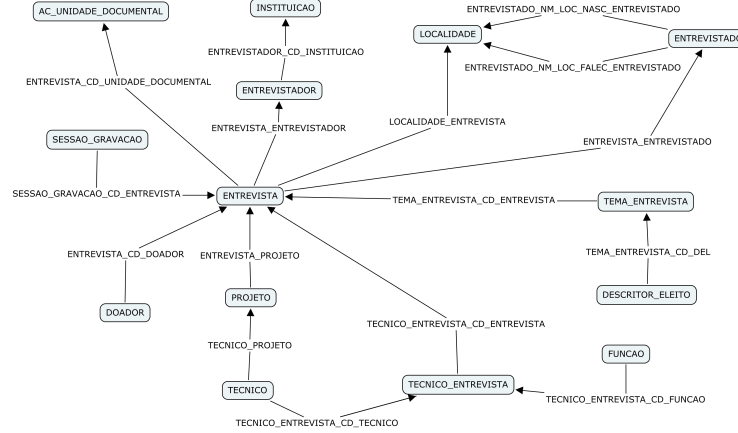 AC_UNIDADE_DOCUMENTAL
INSTITUICAO
ENTREVISTADO_NM_LOC_NASC_ENTREVISTADO
LOCALIDADE
ENTREVISTADO
ENTREVISTADOR_CD_INSTITUICAO
ENTREVISTADO_NM_LOC_FALEC_ENTREVISTADO
ENTREVISTA_CD_UNIDADE_DOCUMENTAL
ENTREVISTADOR
LOCALIDADE_ENTREVISTA
ENTREVISTA_ENTREVISTADOR
SESSAO_GRAVACAO
ENTREVISTA_ENTREVISTADO
SESSAO_GRAVACAO_CD_ENTREVISTA
ENTREVISTA
TEMA_ENTREVISTA_CD_ENTREVISTA
TEMA_ENTREVISTA
ENTREVISTA_CD_DOADOR
ENTREVISTA_PROJETO
TEMA_ENTREVISTA_CD_DEL
PROJETO
DESCRITOR_ELEITO
DOADOR
TECNICO_ENTREVISTA_CD_ENTREVISTA
TECNICO_PROJETO
FUNCAO
TECNICO
TECNICO_ENTREVISTA
TECNICO_ENTREVISTA_CD_FUNCAO
TECNICO_ENTREVISTA_CD_TECNICO